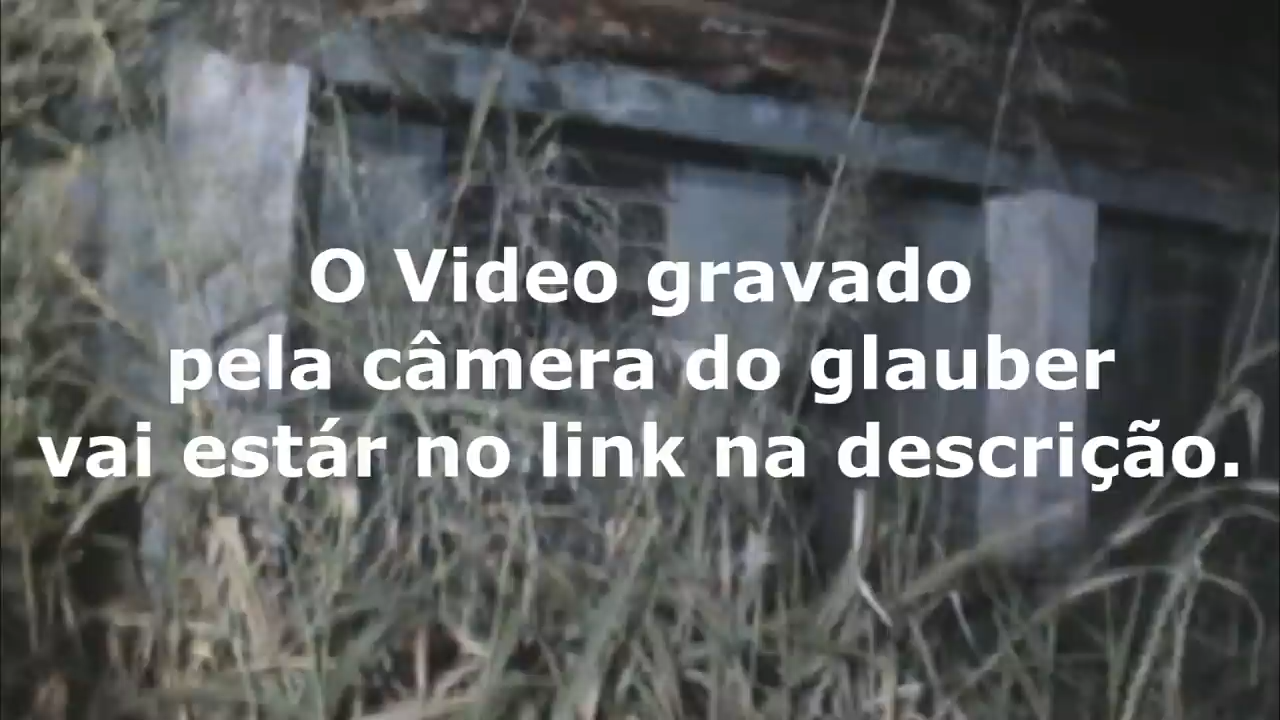 O Video gravado
pela câmera do glauber
vai estár no link na descrição.